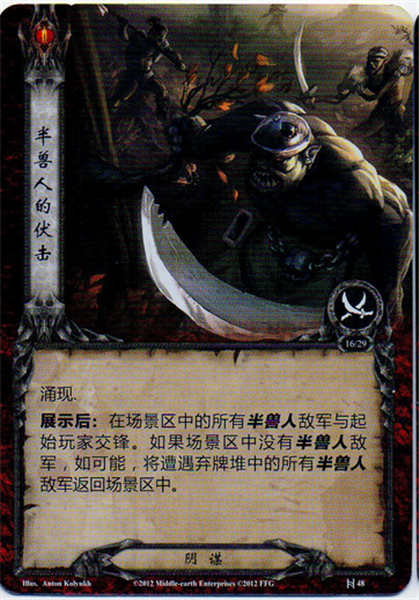 半兽人的伏击
16/29
涌现.
展示后：在场景区中的所有半兽人敌军与起
始玩家交锋。如果场景区中没有半兽人敌
军，如可能，将遭遇弃牌堆中的所有半兽人
敌军返回场景区中。
阴 谋
Illus. Anton Kolyukh ©2012 Middle-earth Enterprises ©2012 FFG 48